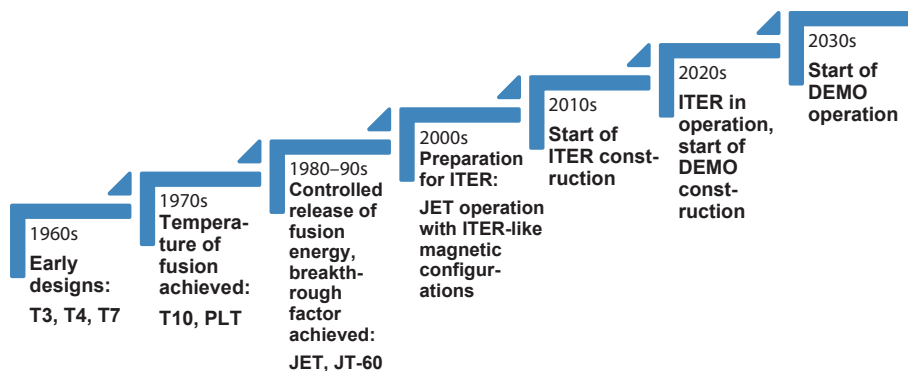 1960s
Early
designs:
T3, T4, T7
1970s
Tempera-
ture of
fusion
achieved:
T10, PLT
1980–90s
Controlled
release of
fusion
energy,
breakth-
rough
factor
achieved:
JET, JT-60
2000s
Preparation
for ITER:
JET operation
with ITER-like
magnetic
configur-
ations
2010s
Start of
ITER const-
ruction
2020s
ITER in
operation,
start of
DEMO
const-
ruction
2030s
Start of
DEMO
operation